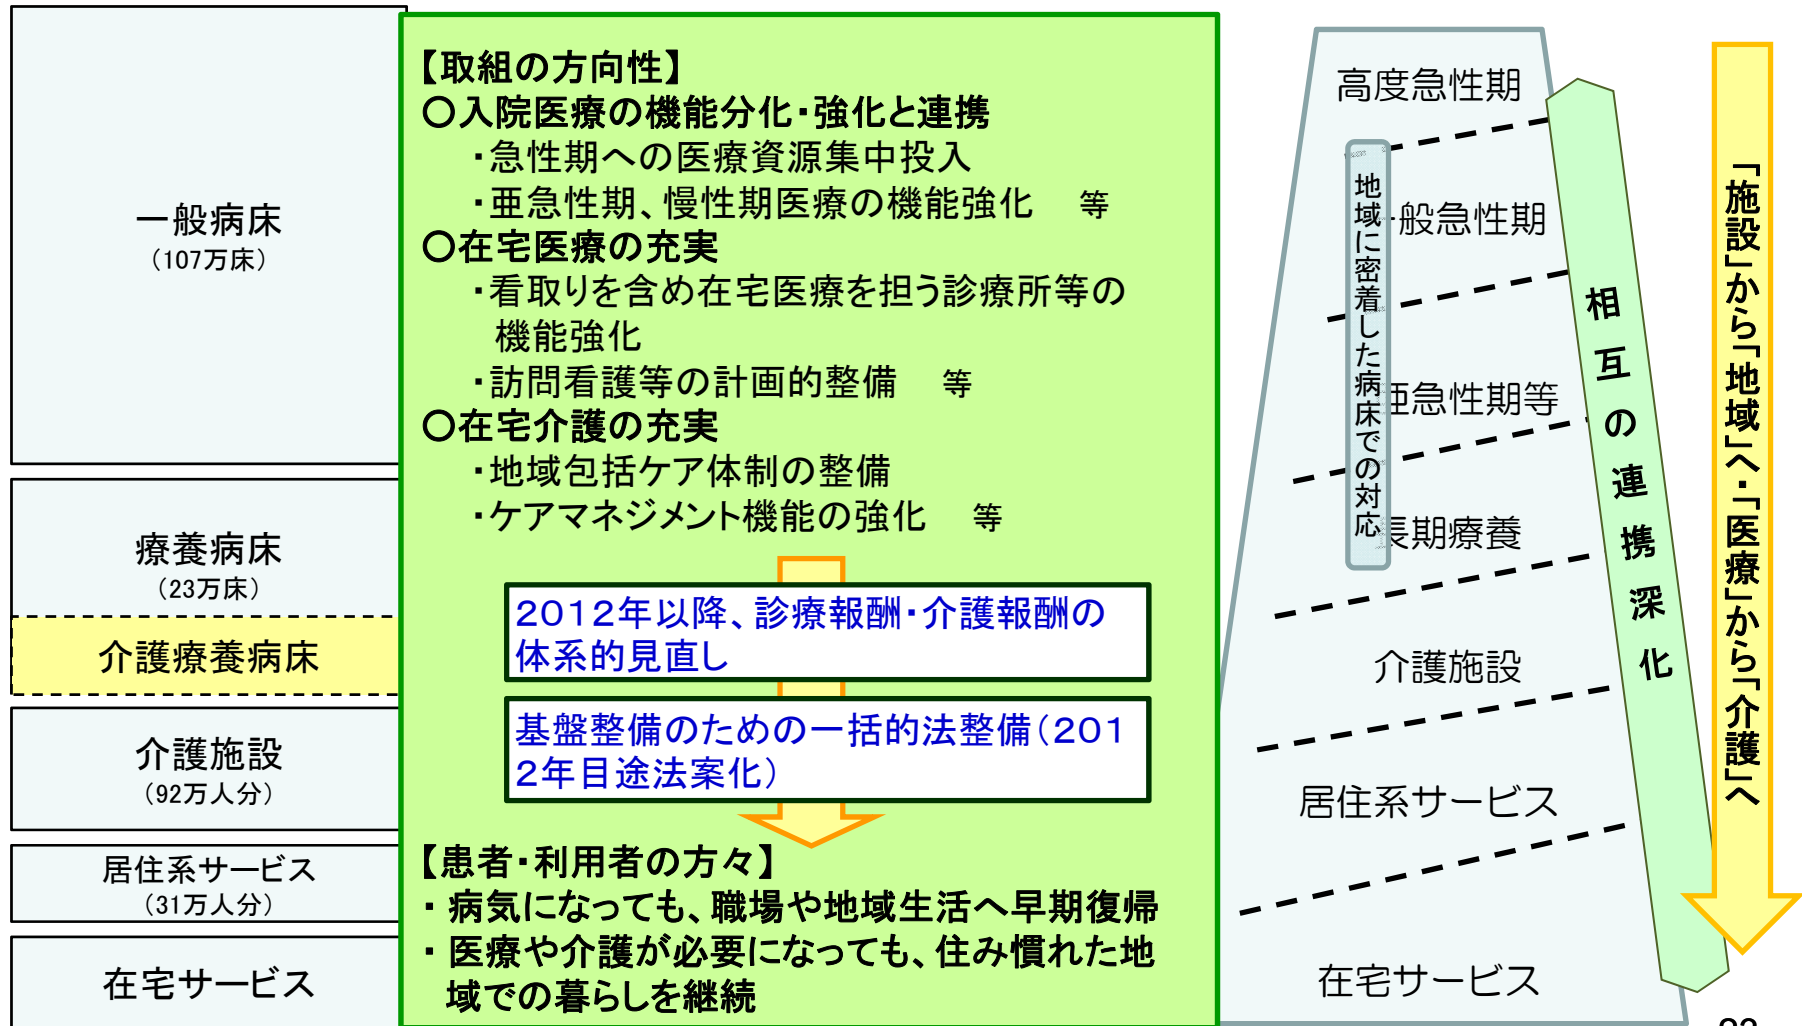 一般病床
（107万床）
療養病床
（23万床）
介護療養病床
介護施設
（92万人分）
居住系サービス
（31万人分）
在宅サービス
【取組の方向性】
○入院医療の機能分化・強化と連携
・急性期への医療資源集中投入
・亜急性期、慢性期医療の機能強化　等
○在宅医療の充実
・看取りを含め在宅医療を担う診療所等の
機能強化
・訪問看護等の計画的整備　等
○在宅介護の充実
・地域包括ケア体制の整備
・ケアマネジメント機能の強化　等
２０１２年以降、診療報酬・介護報酬の
体系的見直し
基盤整備のための一括的法整備（２０１
２年目途法案化）
【患者・利用者の方々】
・ 病気になっても、職場や地域生活へ早期復帰
・ 医療や介護が必要になっても、住み慣れた地
域での暮らしを継続
高度急性期
一般急性期
亜急性期等
長期療養
介護施設
居住系サービス
在宅サービス
地域に密着した病床での対応
相互の連携深化
「施設」から「地域」へ・「医療」から「介護」へ